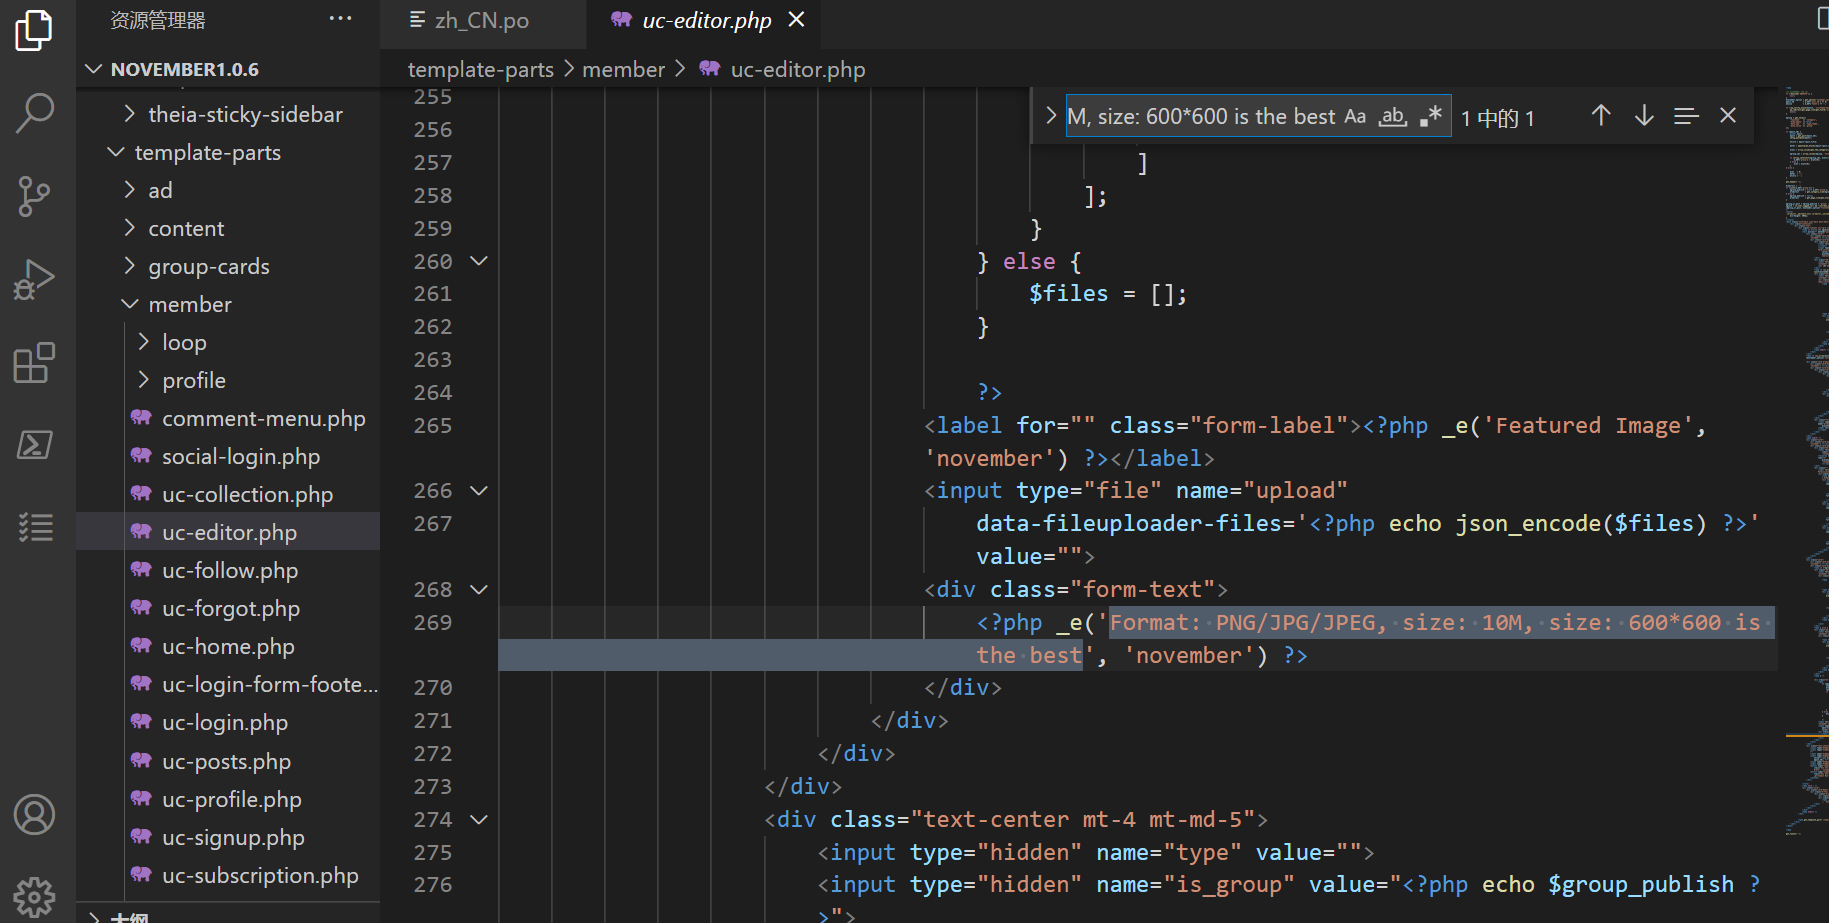 资源管理器
zh_CN.po
uc-editor.php
NOVEMBER1.0.6
template-parts > member > uc-editor.php
theia-sticky-sidebar
template-parts
ad
content
group-cards
member
loop
profile
comment-menu.php
social-login.php
uc-collection.php
uc-editor.php
uc-follow.php
uc-forgot.php
uc-home.php
uc-login-form-foote...
uc-login.php
uc-posts.php
uc-profile.php
uc-signup.php
uc-subscription.php
大纲
M, size: 600*600 is the best Aa ab 1 中的 1
255
256
257 ]
258 ];
259 }
260 } else {
261 $files = [];
262 }
263
264 ?>
265 <label for="" class="form-label"><?php _e('Featured Image',
'november') ?></label>
266 <input type="file" name="upload"
267 data-fileuploader-files='<?php echo json_encode($files) ?>'
value="">
268 <div class="form-text">
269 <?php _e('Format: PNG/JPG/JPEG, size: 10M, size: 600*600 is
the best', 'november') ?>
270 </div>
271 </div>
272 </div>
273 </div>
274 <div class="text-center mt-4 mt-md-5">
275 <input type="hidden" name="type" value="">
276 <input type="hidden" name="is_group" value="<?php echo $group_publish ?
>">